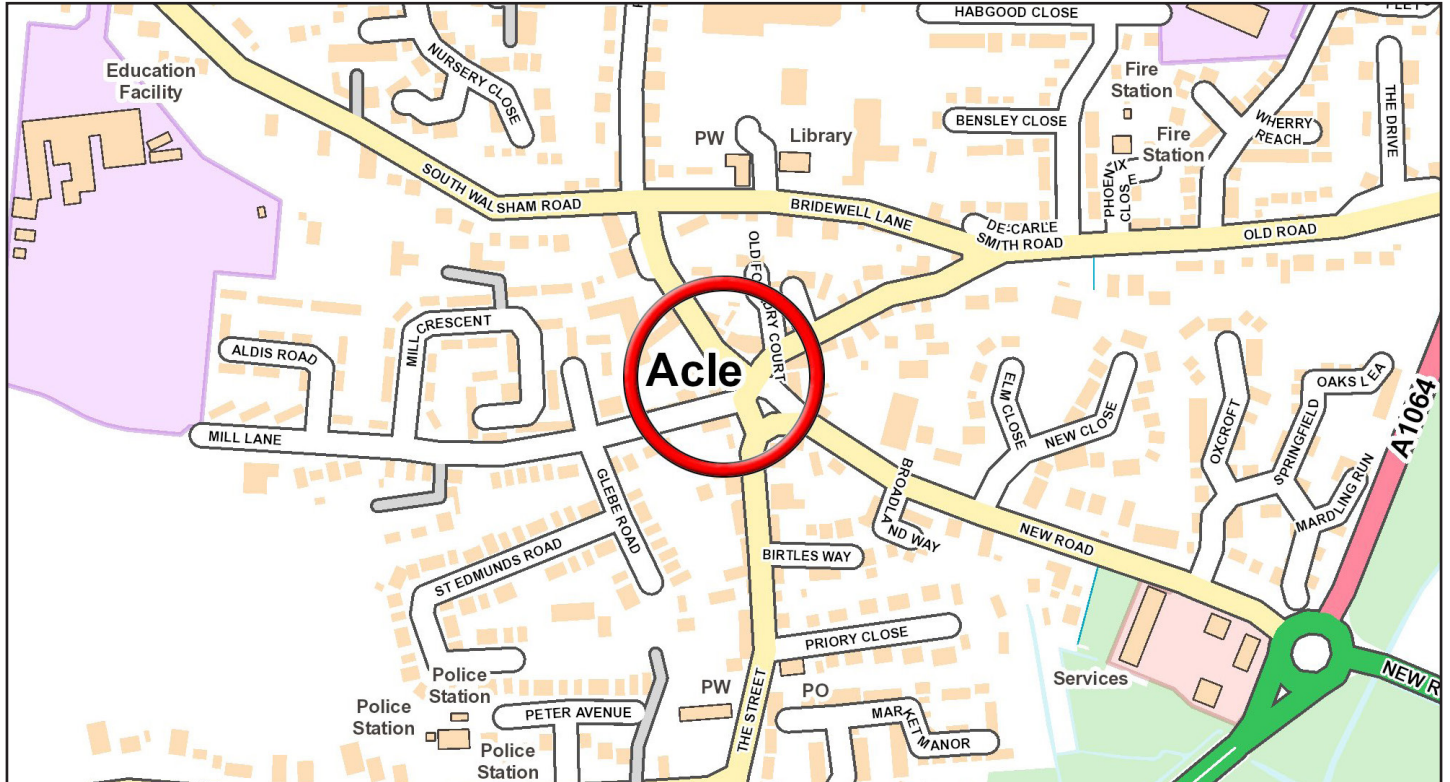 HABGOOD CLOSE
Education
Facility
NURSERY CLOSE
Fire
Station
BENSLEY CLOSE
Fire
Station
WHERRY
REACH
THE DRIVE
PW
Library
SOUTH WALSHAM ROAD
BRIDEWELL LANE
DE-CARLE
SMITH ROAD
PHOENIX
CLOSE
OLD ROAD
OLD FOUNDRY COURT
MILL CRESCENT
ALDIS ROAD
Acle
ELM CLOSE
NEW CLOSE
OXCROFT
SPRINGFIELD
OAKS LEA
A1064
MILL LANE
GLEBE ROAD
BROADLAND WAY
MARDLING RUN
NEW ROAD
BIRTLES WAY
ST EDMUNDS ROAD
PRIORY CLOSE
Services
NEW R
Police
Station
PW
PO
Police
Station
PETER AVENUE
THE STREET
MARKET MANOR
Police
Station